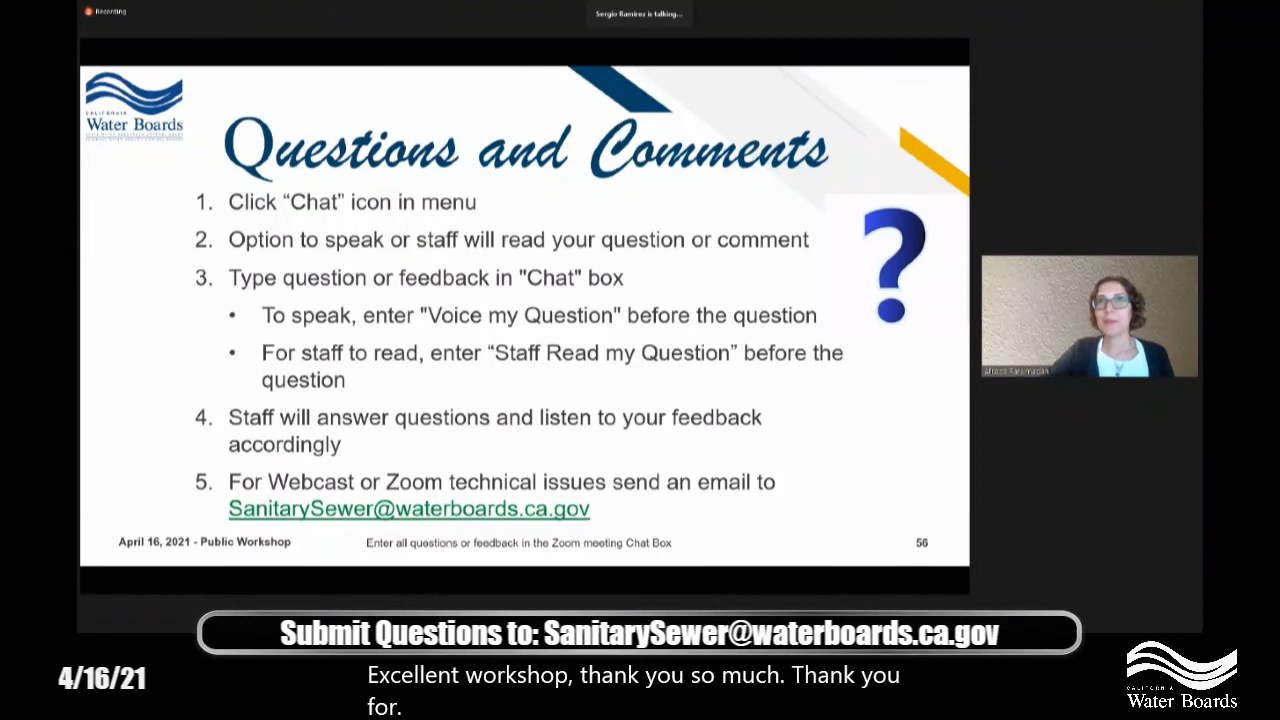 Recording
Sergio Ramirez is talking...
CALIFORNIA
Water Boards
Questions and Comments
1. Click “Chat” icon in menu
2. Option to speak or staff will read your question or comment
3. Type question or feedback in "Chat" box
• To speak, enter "Voice my Question" before the question
• For staff to read, enter “Staff Read my Question” before the
question
4. Staff will answer questions and listen to your feedback
accordingly
5. For Webcast or Zoom technical issues send an email to
SanitarySewer@waterboards.ca.gov
?
April 16, 2021 - Public Workshop
Enter all questions or feedback in the Zoom meeting Chat Box
56
Submit Questions to: SanitarySewer@waterboards.ca.gov
4/16/21
Excellent workshop, thank you so much. Thank you
for.
CALIFORNIA
Water Boards